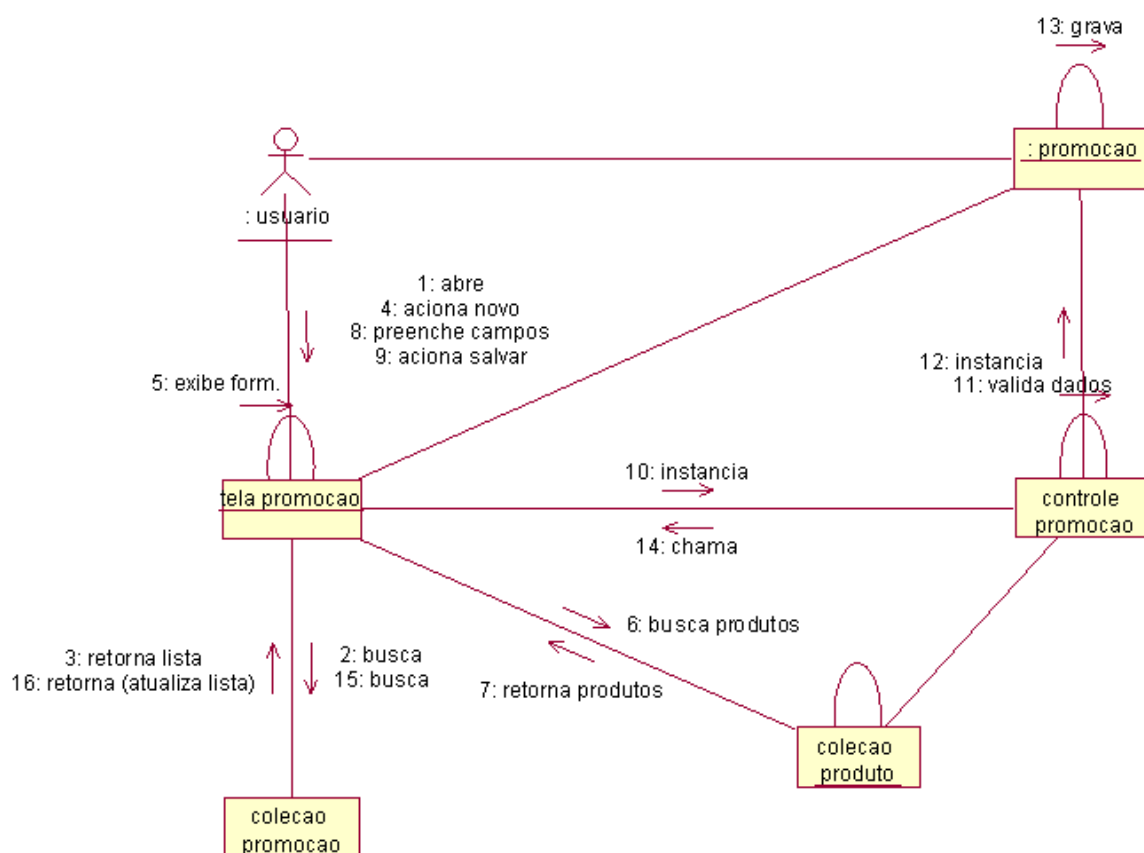 13: grava
: promocao
: usuario
1: abre
4: aciona novo
8: preenche campos
9: aciona salvar
5: exibe form.
12: instancia
11: valida dados
tela promocao
10: instancia
14: chama
controle
promocao
6: busca produtos
7: retorna produtos
3: retorna lista
16: retorna (atualiza lista)
2: busca
15: busca
colecao
produto
colecao
promocao